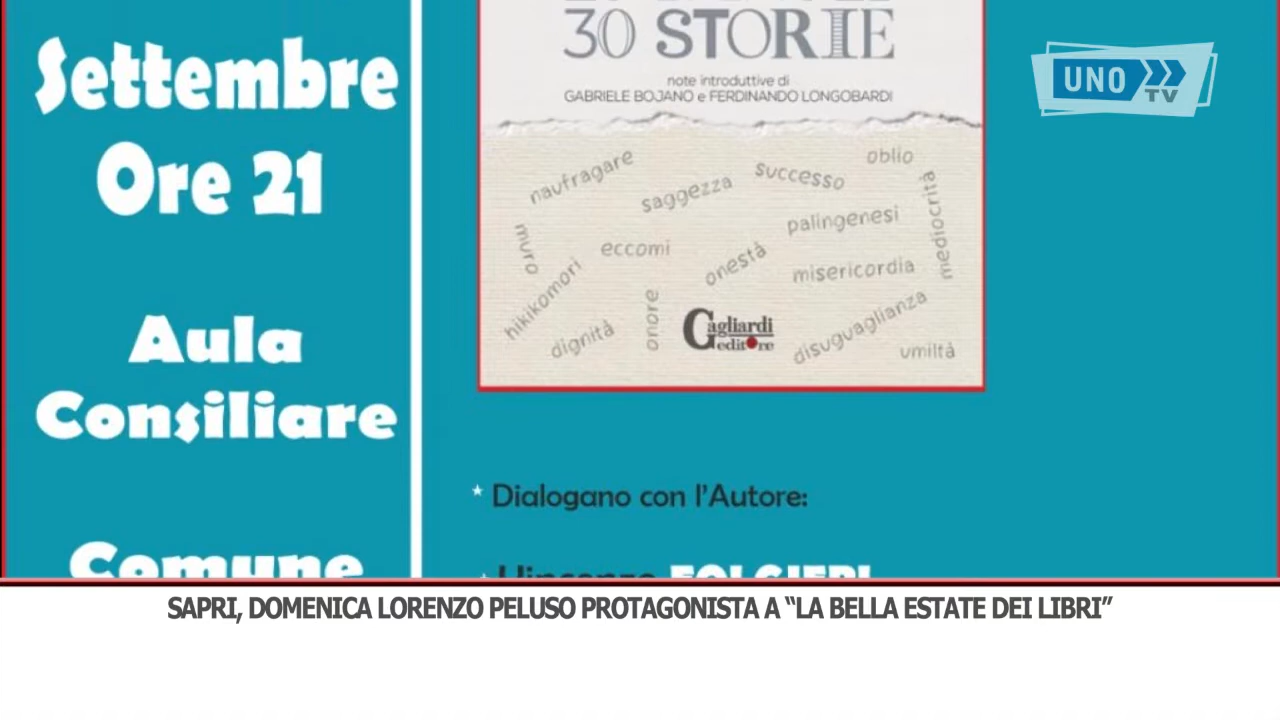 Settembre
Ore 21
Aula
Consiliare
Comune
30 STORIE
note introduttive di
GABRIELE BOJANO e FERDINANDO LONGOBARDI
naufragare
saggezza
successo
oblio
muro
eccomi
palingenesi
mediocrità
hikikomori
onestà
misericordia
dignità
onore
Gagliardi
editore
disuguaglianza
umiltà
* Dialogano con l'Autore:
UNO
TV
SAPRI, DOMENICA LORENZO PELUSO PROTAGONISTA A “LA BELLA ESTATE DEI LIBRI”